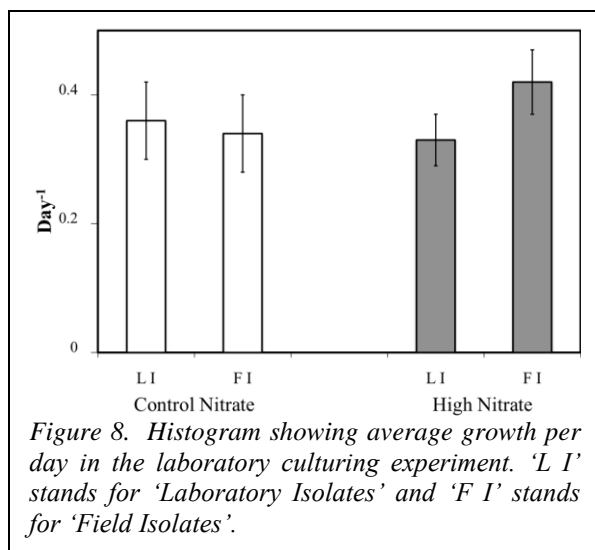 0.4
Day-1
0.2
0
L I F I L I F I
Control Nitrate High Nitrate
Figure 8. Histogram showing average growth per
day in the laboratory culturing experiment. ‘L I’
stands for ‘Laboratory Isolates’ and ‘F I’ stands
for ‘Field Isolates’.